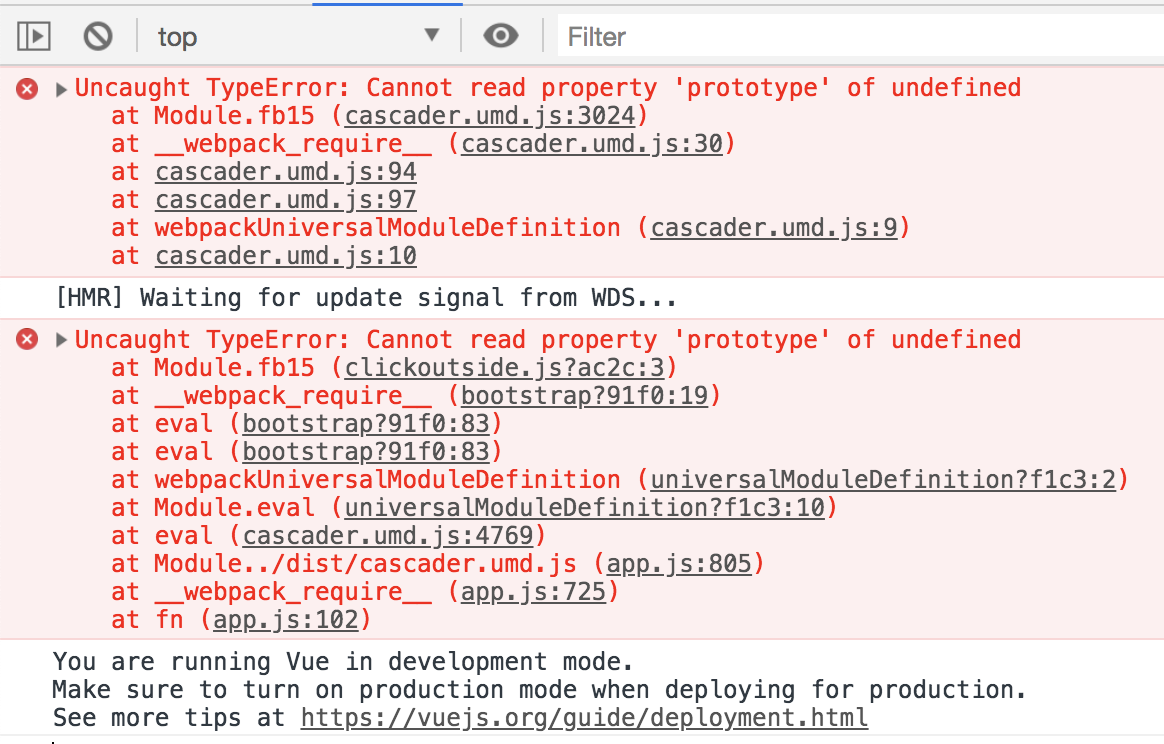 top
Filter
Uncaught TypeError: Cannot read property 'prototype' of undefined
at Module.fb15 (cascader.umd.js:3024)
at __webpack_require__ (cascader.umd.js:30)
at cascader.umd.js:94
at cascader.umd.js:97
at webpackUniversalModuleDefinition (cascader.umd.js:9)
at cascader.umd.js:10
[HMR] Waiting for update signal from WDS...
Uncaught TypeError: Cannot read property 'prototype' of undefined
at Module.fb15 (clickoutside.js?ac2c:3)
at __webpack_require__ (bootstrap?91f0:19)
at eval (bootstrap?91f0:83)
at eval (bootstrap?91f0:83)
at webpackUniversalModuleDefinition (universalModuleDefinition?f1c3:2)
at Module.eval (universalModuleDefinition?f1c3:10)
at eval (cascader.umd.js:4769)
at Module../dist/cascader.umd.js (app.js:805)
at __webpack_require__ (app.js:725)
at fn (app.js:102)
You are running Vue in development mode.
Make sure to turn on production mode when deploying for production.
See more tips at https://vuejs.org/guide/deployment.html